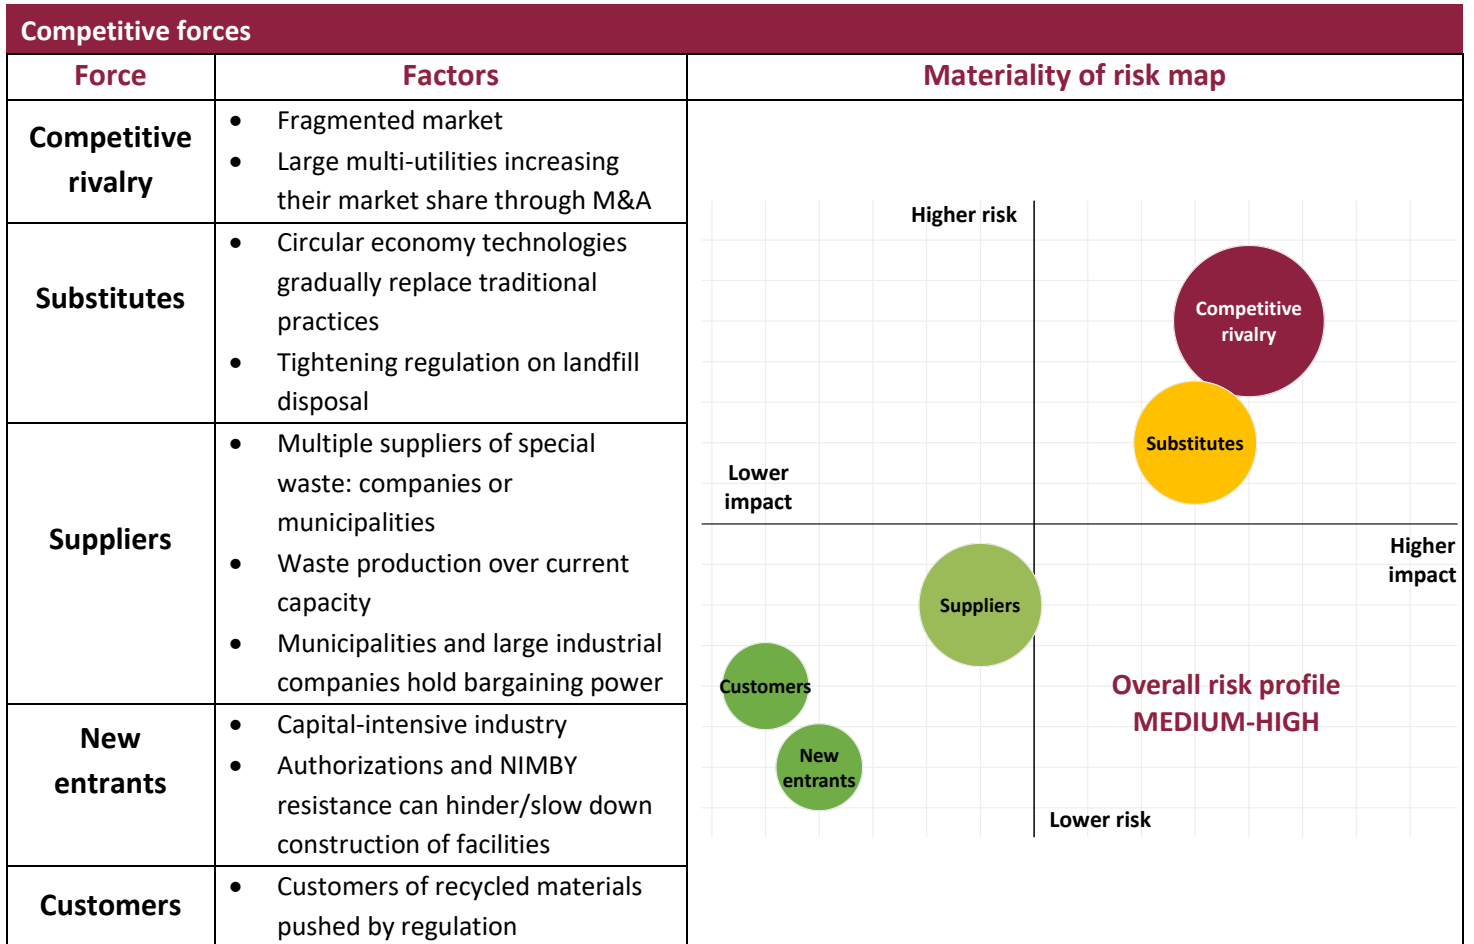 Competitive forces
Force
Factors
Materiality of risk map
Competitive
rivalry
• Fragmented market
• Large multi-utilities increasing
their market share through M&A
Substitutes
• Circular economy technologies
gradually replace traditional
practices
• Tightening regulation on landfill
disposal
Suppliers
• Multiple suppliers of special
waste: companies or
municipalities
• Waste production over current
capacity
• Municipalities and large industrial
companies hold bargaining power
New
entrants
• Capital-intensive industry
• Authorizations and NIMBY
resistance can hinder/slow down
construction of facilities
Customers
• Customers of recycled materials
pushed by regulation
Higher risk
Competitive
rivalry
Substitutes
Lower
impact
Higher
impact
Suppliers
Customers
New
entrants
Overall risk profile
MEDIUM-HIGH
Lower risk